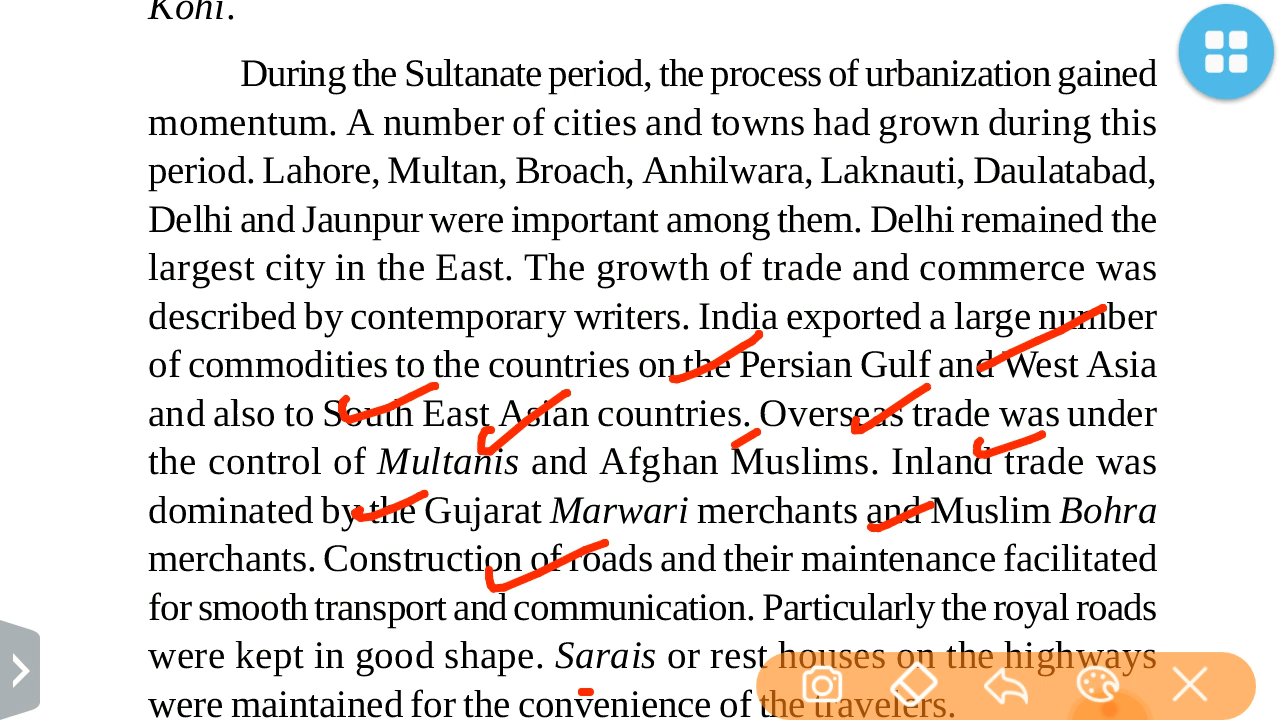 Kohi.
During the Sultanate period, the process of urbanization gained
momentum. A number of cities and towns had grown during this
period. Lahore, Multan, Broach, Anhilwara, Laknauti, Daulatabad,
Delhi and Jaunpur were important among them. Delhi remained the
largest city in the East. The growth of trade and commerce was
described by contemporary writers. India exported a large number
of commodities to the countries on the Persian Gulf and West Asia
and also to South East Asian countries. Overseas trade was under
the control of Multanis and Afghan Muslims. Inland trade was
dominated by the Gujarat Marwari merchants and Muslim Bohra
merchants. Construction of roads and their maintenance facilitated
for smooth transport and communication. Particularly the royal roads
were kept in good shape. Sarais or rest houses on the highways
were maintained for the convenience of the travelers.